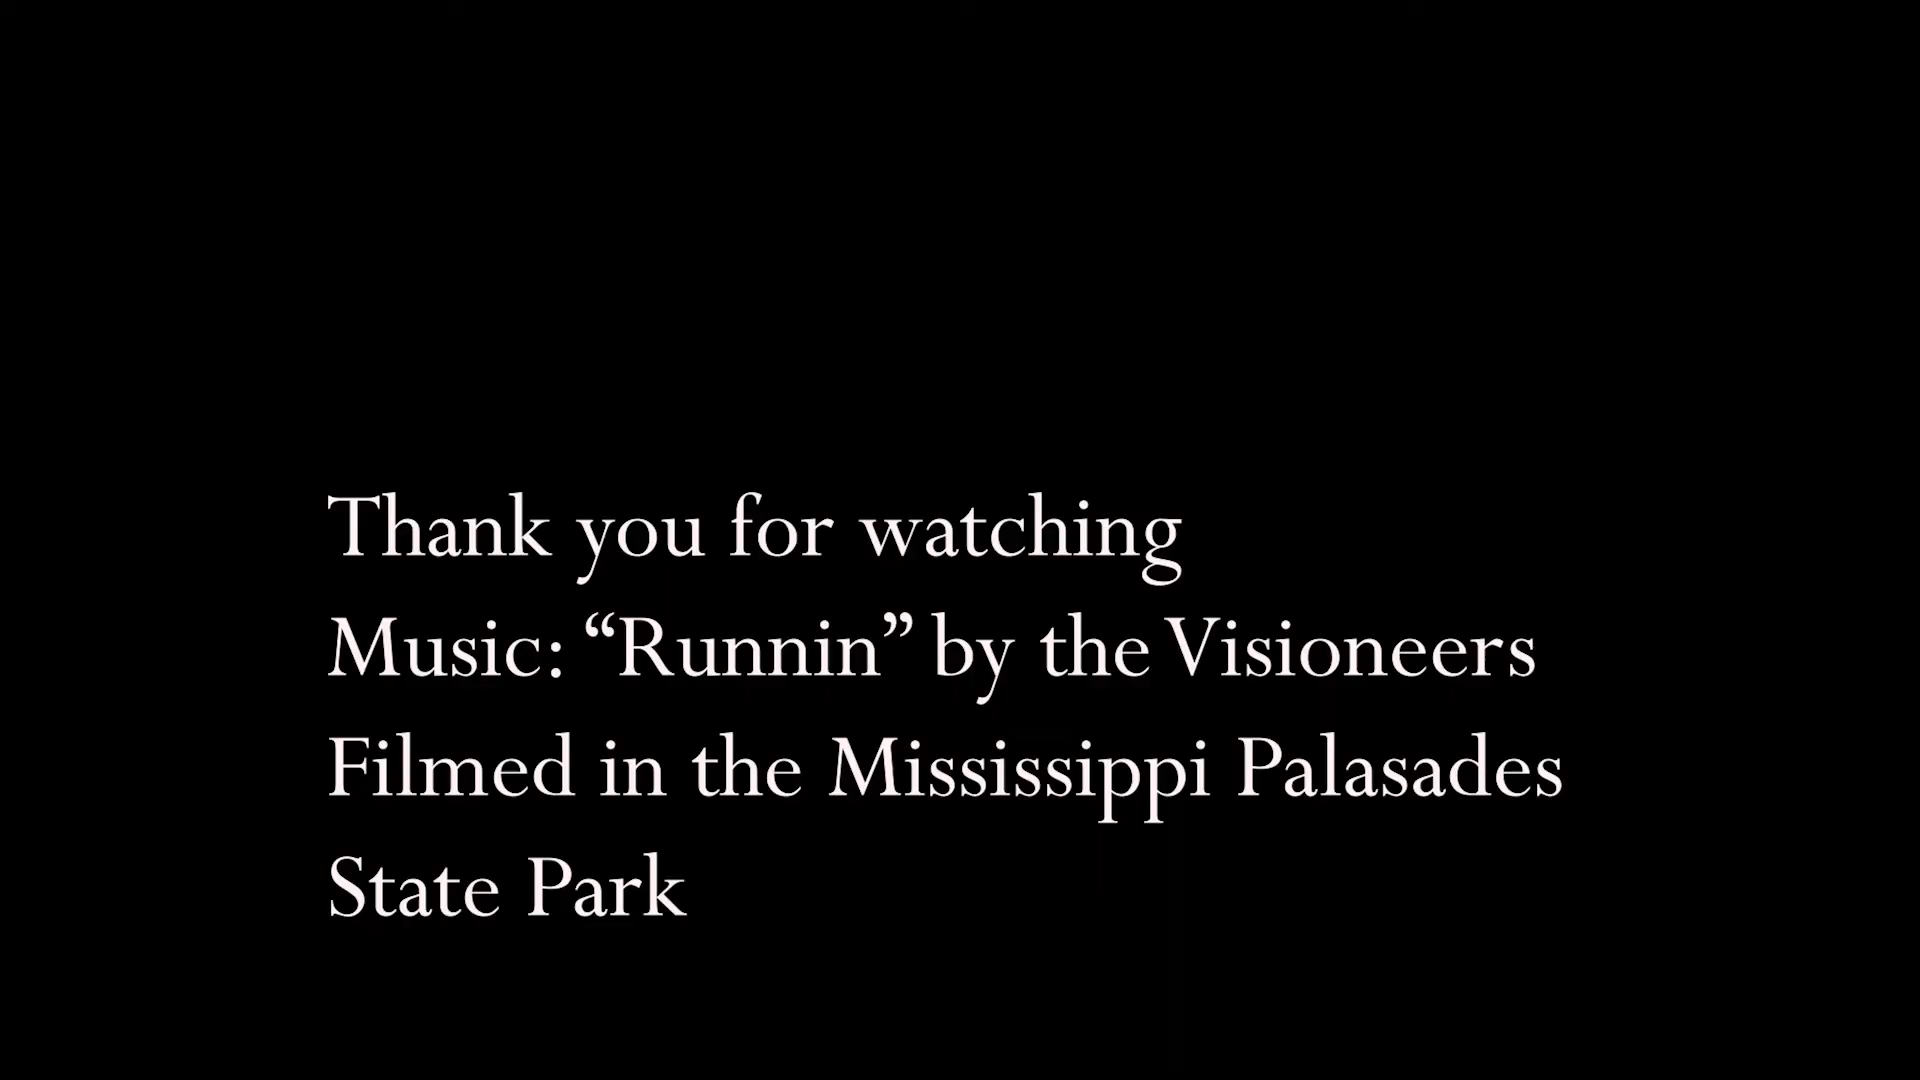 Thank you for watching
Music: “Runnin” by the Visioneers
Filmed in the Mississippi Palasades
State Park